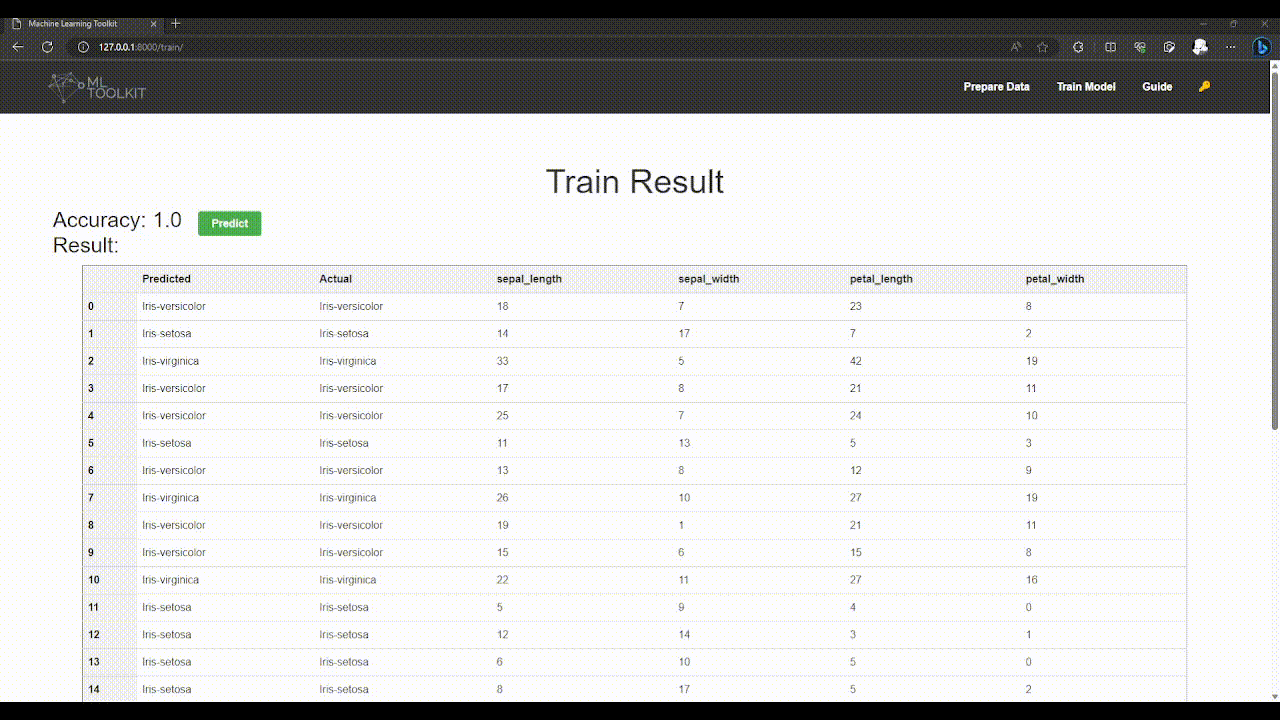 Machine Learning Toolkit
127.0.0.1:8000/train/
ML TOOLKIT
Prepare Data Train Model Guide
Train Result
Accuracy: 1.0 Predict
Result:
Predicted Actual sepal_length sepal_width petal_length petal_width
0 Iris-versicolor Iris-versicolor 18 7 23 8
1 Iris-setosa Iris-setosa 14 17 7 2
2 Iris-virginica Iris-virginica 33 5 42 19
3 Iris-versicolor Iris-versicolor 17 8 21 11
4 Iris-versicolor Iris-versicolor 25 7 24 10
5 Iris-setosa Iris-setosa 11 13 5 3
6 Iris-versicolor Iris-versicolor 13 8 12 9
7 Iris-virginica Iris-virginica 26 10 27 19
8 Iris-versicolor Iris-versicolor 19 1 21 11
9 Iris-versicolor Iris-versicolor 15 6 15 8
10 Iris-virginica Iris-virginica 22 11 27 16
11 Iris-setosa Iris-setosa 5 9 4 0
12 Iris-setosa Iris-setosa 12 14 3 1
13 Iris-setosa Iris-setosa 6 10 5 0
14 Iris-setosa Iris-setosa 8 17 5 2